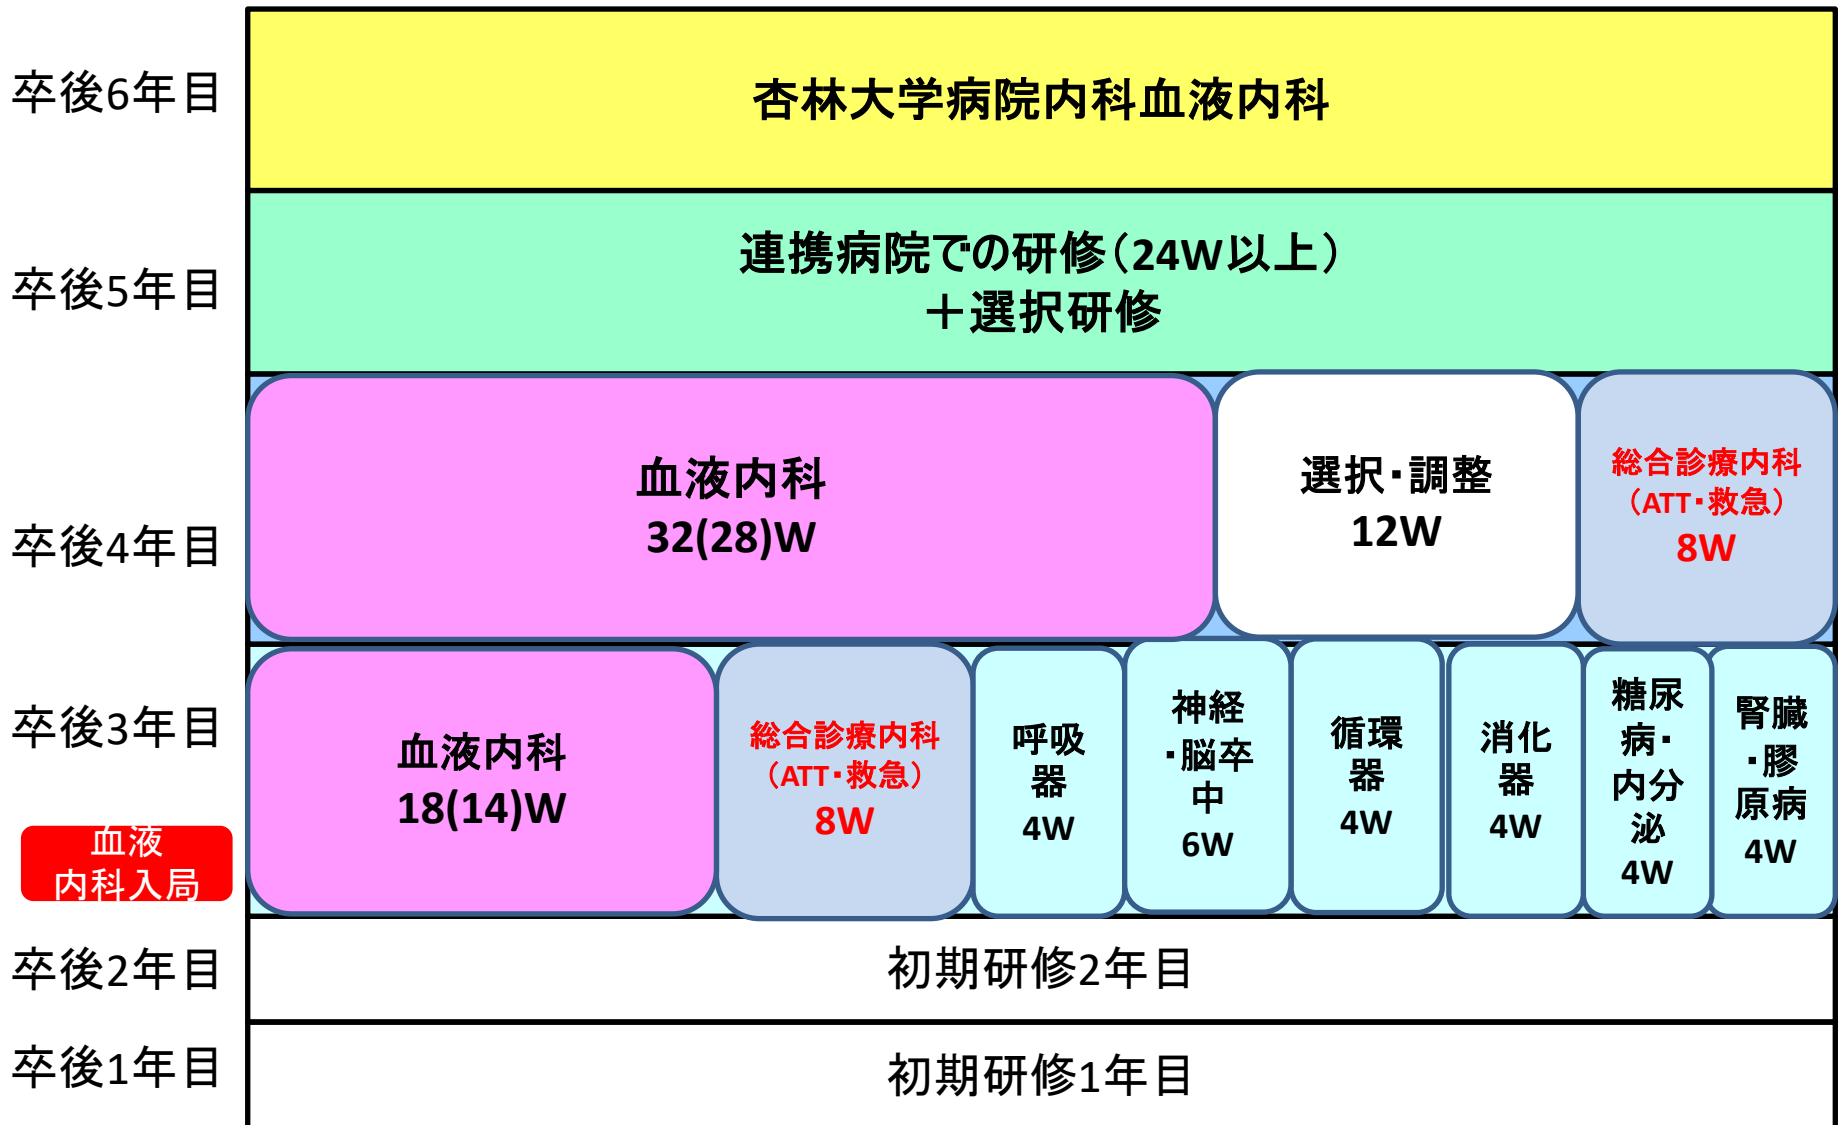 卒後6年目
杏林大学病院内科血液内科
卒後5年目
連携病院での研修（24W以上）
＋選択研修
卒後4年目
血液内科
32(28)W
選択・調整
12W
総合診療内科
（ATT・救急）
8W
卒後3年目
血液内科
18(14)W
総合診療内科
（ATT・救急）
8W
呼吸
器
4W
神経
・脳卒
中
6W
循環
器
4W
消化
器
4W
糖尿
病・
内分
泌
4W
腎臓
・膠
原病
4W
血液
内科入局
卒後2年目
初期研修2年目
卒後1年目
初期研修1年目